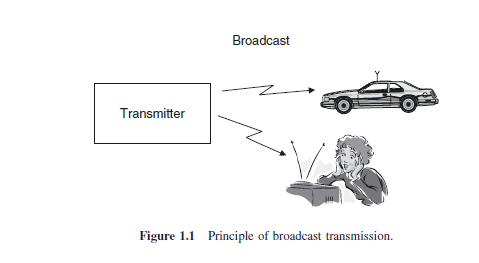 Broadcast
Transmitter
Figure 1.1 Principle of broadcast transmission.